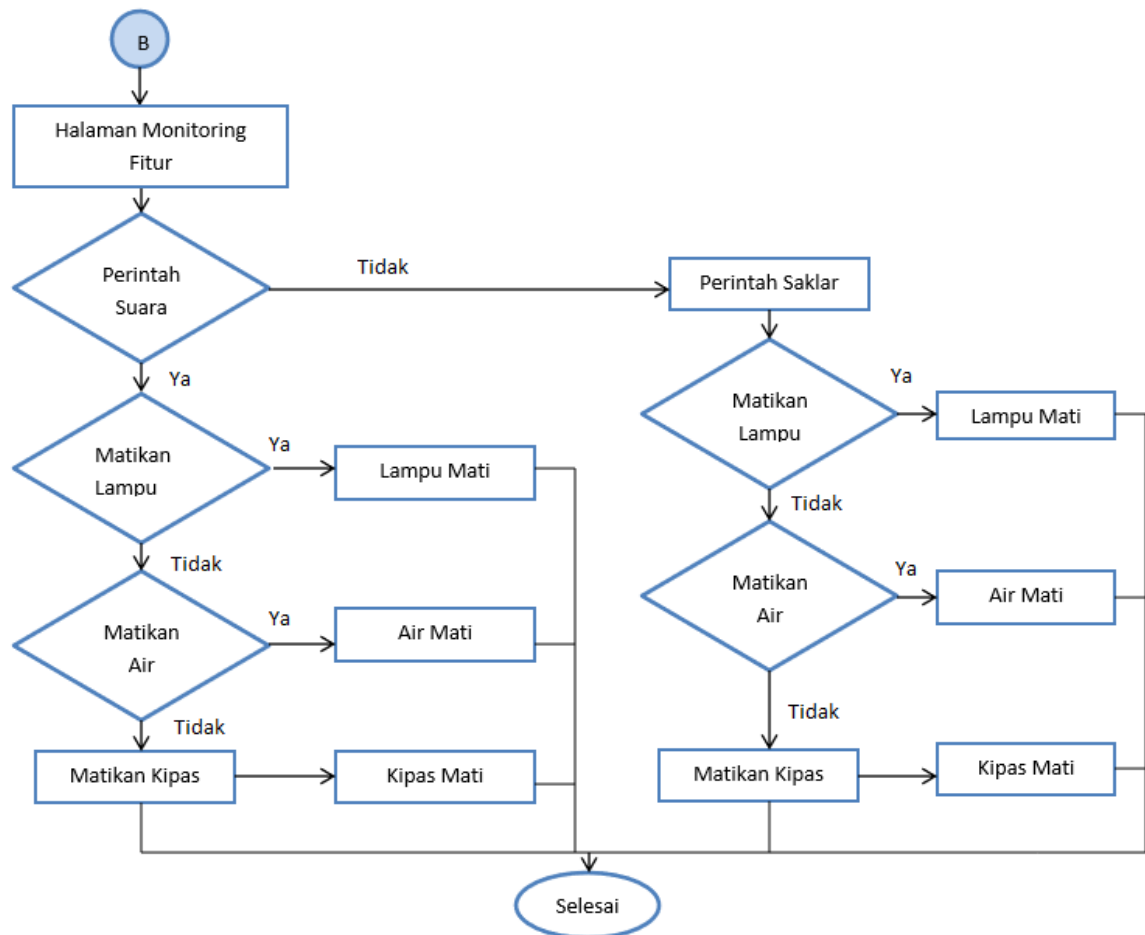 B
Halaman Monitoring
Fitur
Perintah
Suara
Tidak
Perintah Saklar
Ya
Matikan
Lampu
Ya
Lampu Mati
Tidak
Matikan
Air
Ya
Air Mati
Tidak
Matikan Kipas
Kipas Mati
Matikan
Lampu
Ya
Lampu Mati
Tidak
Matikan
Air
Ya
Air Mati
Tidak
Matikan Kipas
Kipas Mati
Selesai